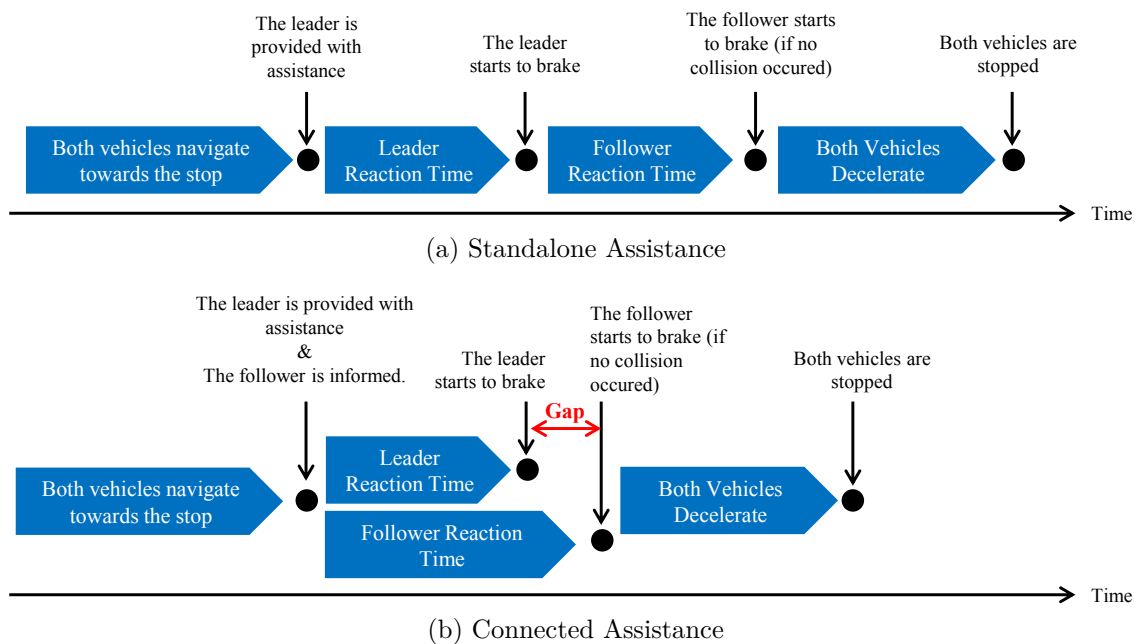 The leader is
provided with
assistance
The leader
starts to brake
The follower starts
to brake (if no
collision occured)
Both vehicles are
stopped
Both vehicles navigate
towards the stop
Leader
Reaction Time
Follower
Reaction Time
Both Vehicles
Decelerate
Time
(a) Standalone Assistance
The leader is provided with
assistance
&
The follower is informed.
The leader
starts to brake
The follower
starts to brake (if
no collision
occured)
Both vehicles are
stopped
Gap
Both vehicles navigate
towards the stop
Leader
Reaction Time
Follower Reaction
Time
Both Vehicles
Decelerate
Time
(b) Connected Assistance